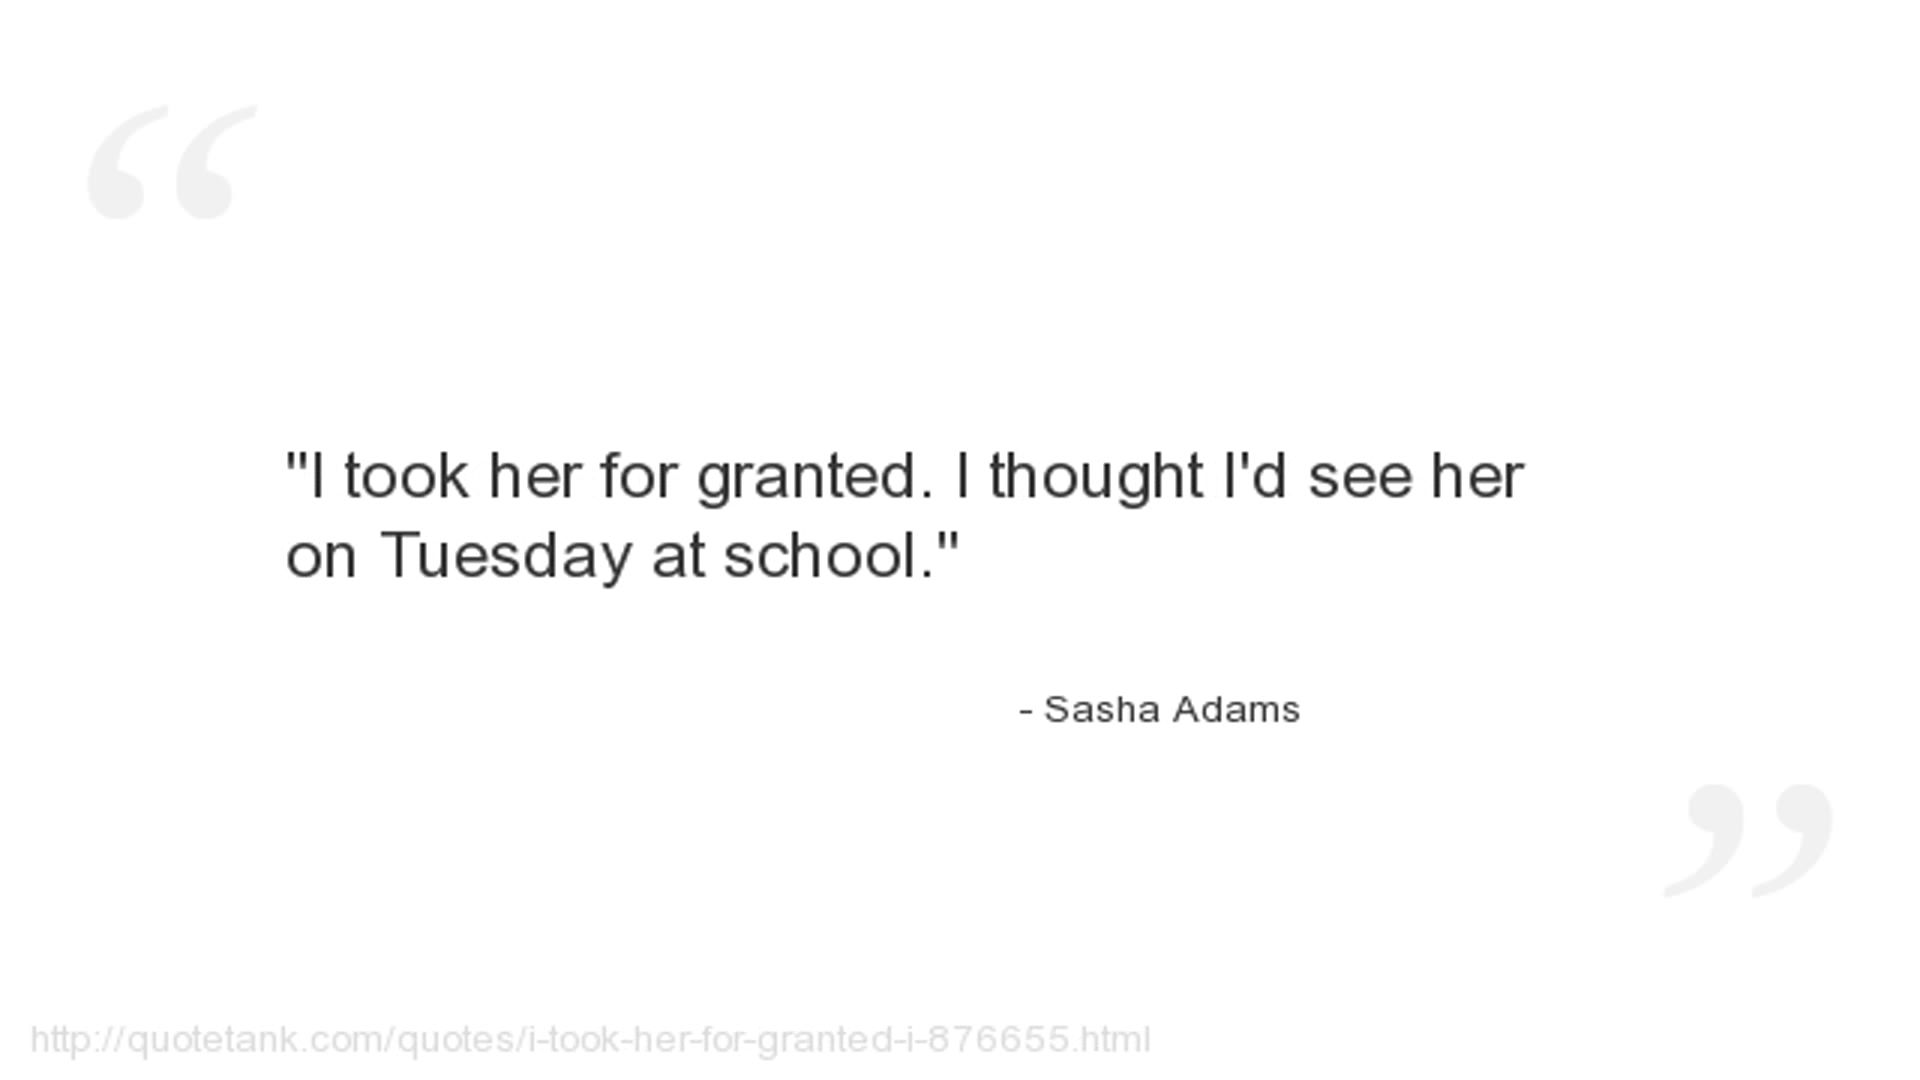 "I took her for granted. I thought I'd see her
on Tuesday at school."
- Sasha Adams
http://quotetank.com/quotes/i-took-her-for-granted-i-876655.html